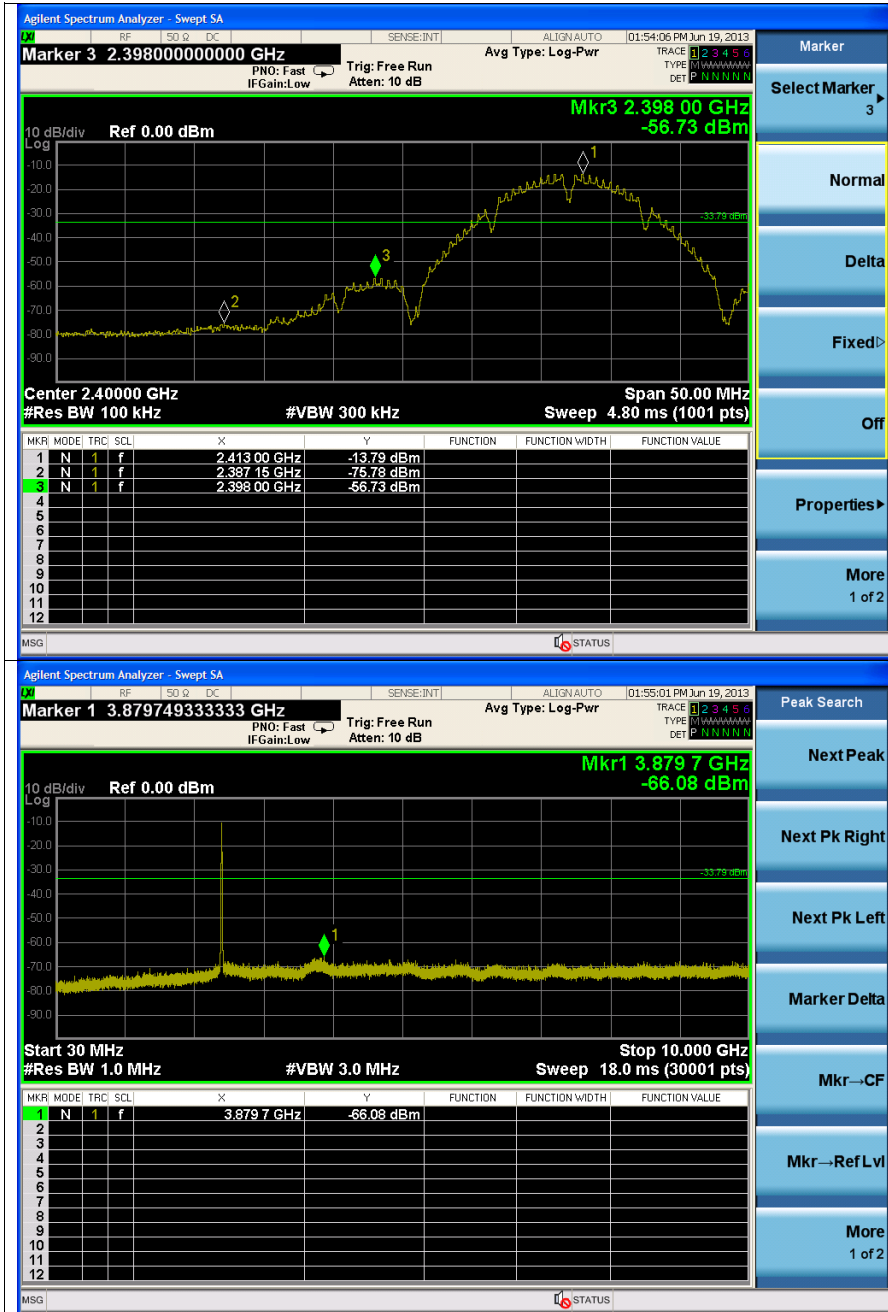 Agilent Spectrum Analyzer - Swept SA
LXI RF 50 Ω DC SENSE:INT ALIGN AUTO 01:54:06 PM Jun 19, 2013
Marker 3 2.398000000000 GHz
PNO: Fast
IFGain:Low
Trig: Free Run
Atten: 10 dB
Avg Type: Log-Pwr
TRACE 1 2 3 4 5 6
TYPE M W W W W W
DET P N N N N N
Marker
Select Marker
3
Normal
Delta
Fixed
Off
Properties
More
1 of 2
Mkr3 2.398 00 GHz
-56.73 dBm
10 dB/div Ref 0.00 dBm
Log
-10.0
-20.0
-30.0
-40.0
-50.0
-60.0
-70.0
-80.0
-90.0
1
-33.79 dBm
3
2
Center 2.40000 GHz Span 50.00 MHz
#Res BW 100 kHz #VBW 300 kHz Sweep 4.80 ms (1001 pts)
MKR MODE TRC SCL X Y FUNCTION FUNCTION WIDTH FUNCTION VALUE
1 N 1 f 2.413 00 GHz -13.79 dBm
2 N 1 f 2.387 15 GHz -75.78 dBm
3 N 1 f 2.398 00 GHz -56.73 dBm
4
5
6
7
8
9
10
11
12
MSG STATUS
Agilent Spectrum Analyzer - Swept SA
LXI RF 50 Ω DC SENSE:INT ALIGN AUTO 01:55:01 PM Jun 19, 2013
Marker 1 3.879749333333 GHz
PNO: Fast
IFGain:Low
Trig: Free Run
Atten: 10 dB
Avg Type: Log-Pwr
TRACE 1 2 3 4 5 6
TYPE M W W W W W
DET P N N N N N
Peak Search
Next Peak
Next Pk Right
Next Pk Left
Marker Delta
Mkr→CF
Mkr→Ref Lvl
More
1 of 2
Mkr1 3.879 7 GHz
-66.08 dBm
10 dB/div Ref 0.00 dBm
Log
-10.0
-20.0
-30.0
-40.0
-50.0
-60.0
-70.0
-80.0
-90.0
-33.79 dBm
1
Start 30 MHz Stop 10.000 GHz
#Res BW 1.0 MHz #VBW 3.0 MHz Sweep 18.0 ms (30001 pts)
MKR MODE TRC SCL X Y FUNCTION FUNCTION WIDTH FUNCTION VALUE
1 N 1 f 3.879 7 GHz -66.08 dBm
2
3
4
5
6
7
8
9
10
11
12
MSG STATUS